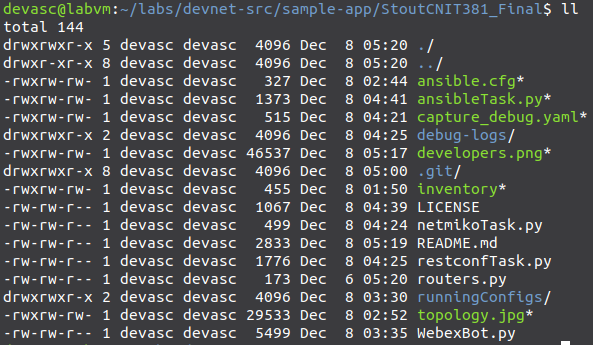 devasc@labvm:~/labs/devnet-src/sample-app/StoutCNIT381_Final$ ll
total 144
drwxrwxr-x 5 devasc devasc  4096 Dec  8 05:20 ./
drwxr-xr-x 8 devasc devasc  4096 Dec  8 05:20 ../
-rwxrw-rw- 1 devasc devasc   327 Dec  8 02:44 ansible.cfg*
-rwxrw-rw- 1 devasc devasc  1373 Dec  8 04:41 ansibleTask.py*
-rwxrw-rw- 1 devasc devasc   515 Dec  8 04:21 capture_debug.yaml*
drwxrwxr-x 2 devasc devasc  4096 Dec  8 04:25 debug-logs/
-rwxrw-rw- 1 devasc devasc 46537 Dec  8 05:17 developers.png*
drwxrwxr-x 8 devasc devasc  4096 Dec  8 05:00 .git/
-rwxrw-rw- 1 devasc devasc   455 Dec  8 01:50 inventory*
-rw-rw-r-- 1 devasc devasc  1067 Dec  8 04:39 LICENSE
-rw-rw-r-- 1 devasc devasc   499 Dec  8 04:24 netmikoTask.py
-rw-rw-rw- 1 devasc devasc  2833 Dec  8 05:19 README.md
-rw-rw-r-- 1 devasc devasc  1776 Dec  8 04:25 restconfTask.py
-rw-rw-r-- 1 devasc devasc   173 Dec  6 05:20 routers.py
drwxrwxr-x 2 devasc devasc  4096 Dec  8 03:30 runningConfigs/
-rwxrw-rw- 1 devasc devasc 29533 Dec  8 02:52 topology.jpg*
-rw-rw-r-- 1 devasc devasc  5499 Dec  8 03:35 WebexBot.py